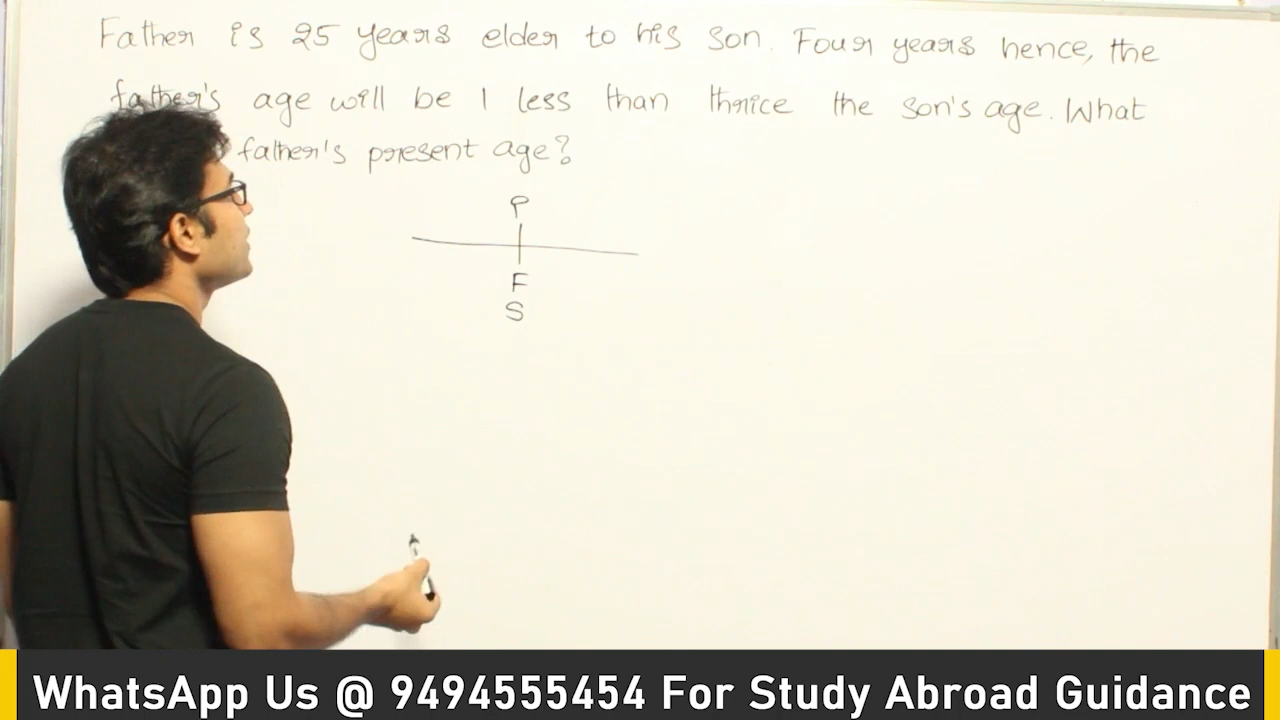 Father is 25 years elder to his son. Four years hence, the
father's age will be 1 less than thrice the son's age. What
father's present age?
P
F
S
WhatsApp Us @ 9494555454 For Study Abroad Guidance